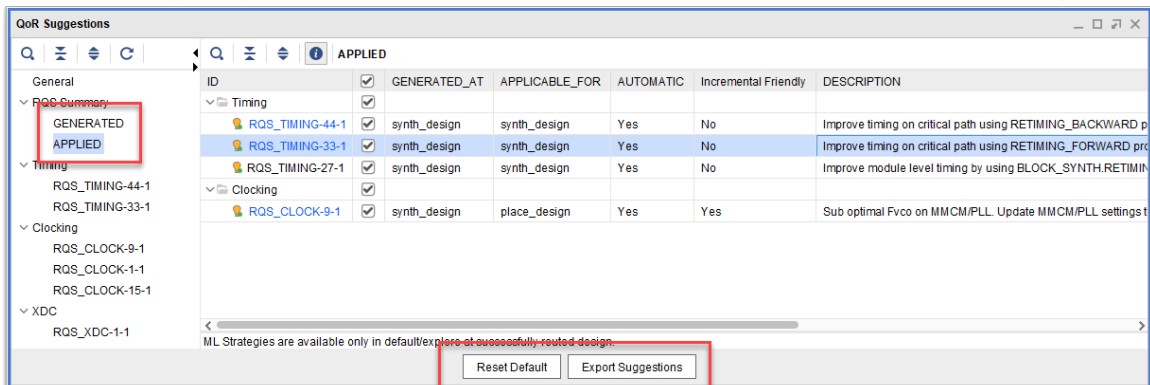 QoR Suggestions
APPLIED
General
RQS Summary
GENERATED
APPLIED
Timing
RQS_TIMING-44-1
RQS_TIMING-33-1
Clocking
RQS_CLOCK-9-1
RQS_CLOCK-1-1
RQS_CLOCK-15-1
XDC
RQS_XDC-1-1
ID GENERATED_AT APPLICABLE_FOR AUTOMATIC Incremental Friendly DESCRIPTION
Timing
RQS_TIMING-44-1 synth_design synth_design Yes No Improve timing on critical path using RETIMING_BACKWARD p
RQS_TIMING-33-1 synth_design synth_design Yes No Improve timing on critical path using RETIMING_FORWARD pro
RQS_TIMING-27-1 synth_design synth_design Yes No Improve module level timing by using BLOCK_SYNTH.RETIMIN
Clocking
RQS_CLOCK-9-1 synth_design place_design Yes Yes Sub optimal Fvco on MMCM/PLL. Update MMCM/PLL settings t
ML Strategies are available only in default/explore at successfully routed design.
Reset Default Export Suggestions